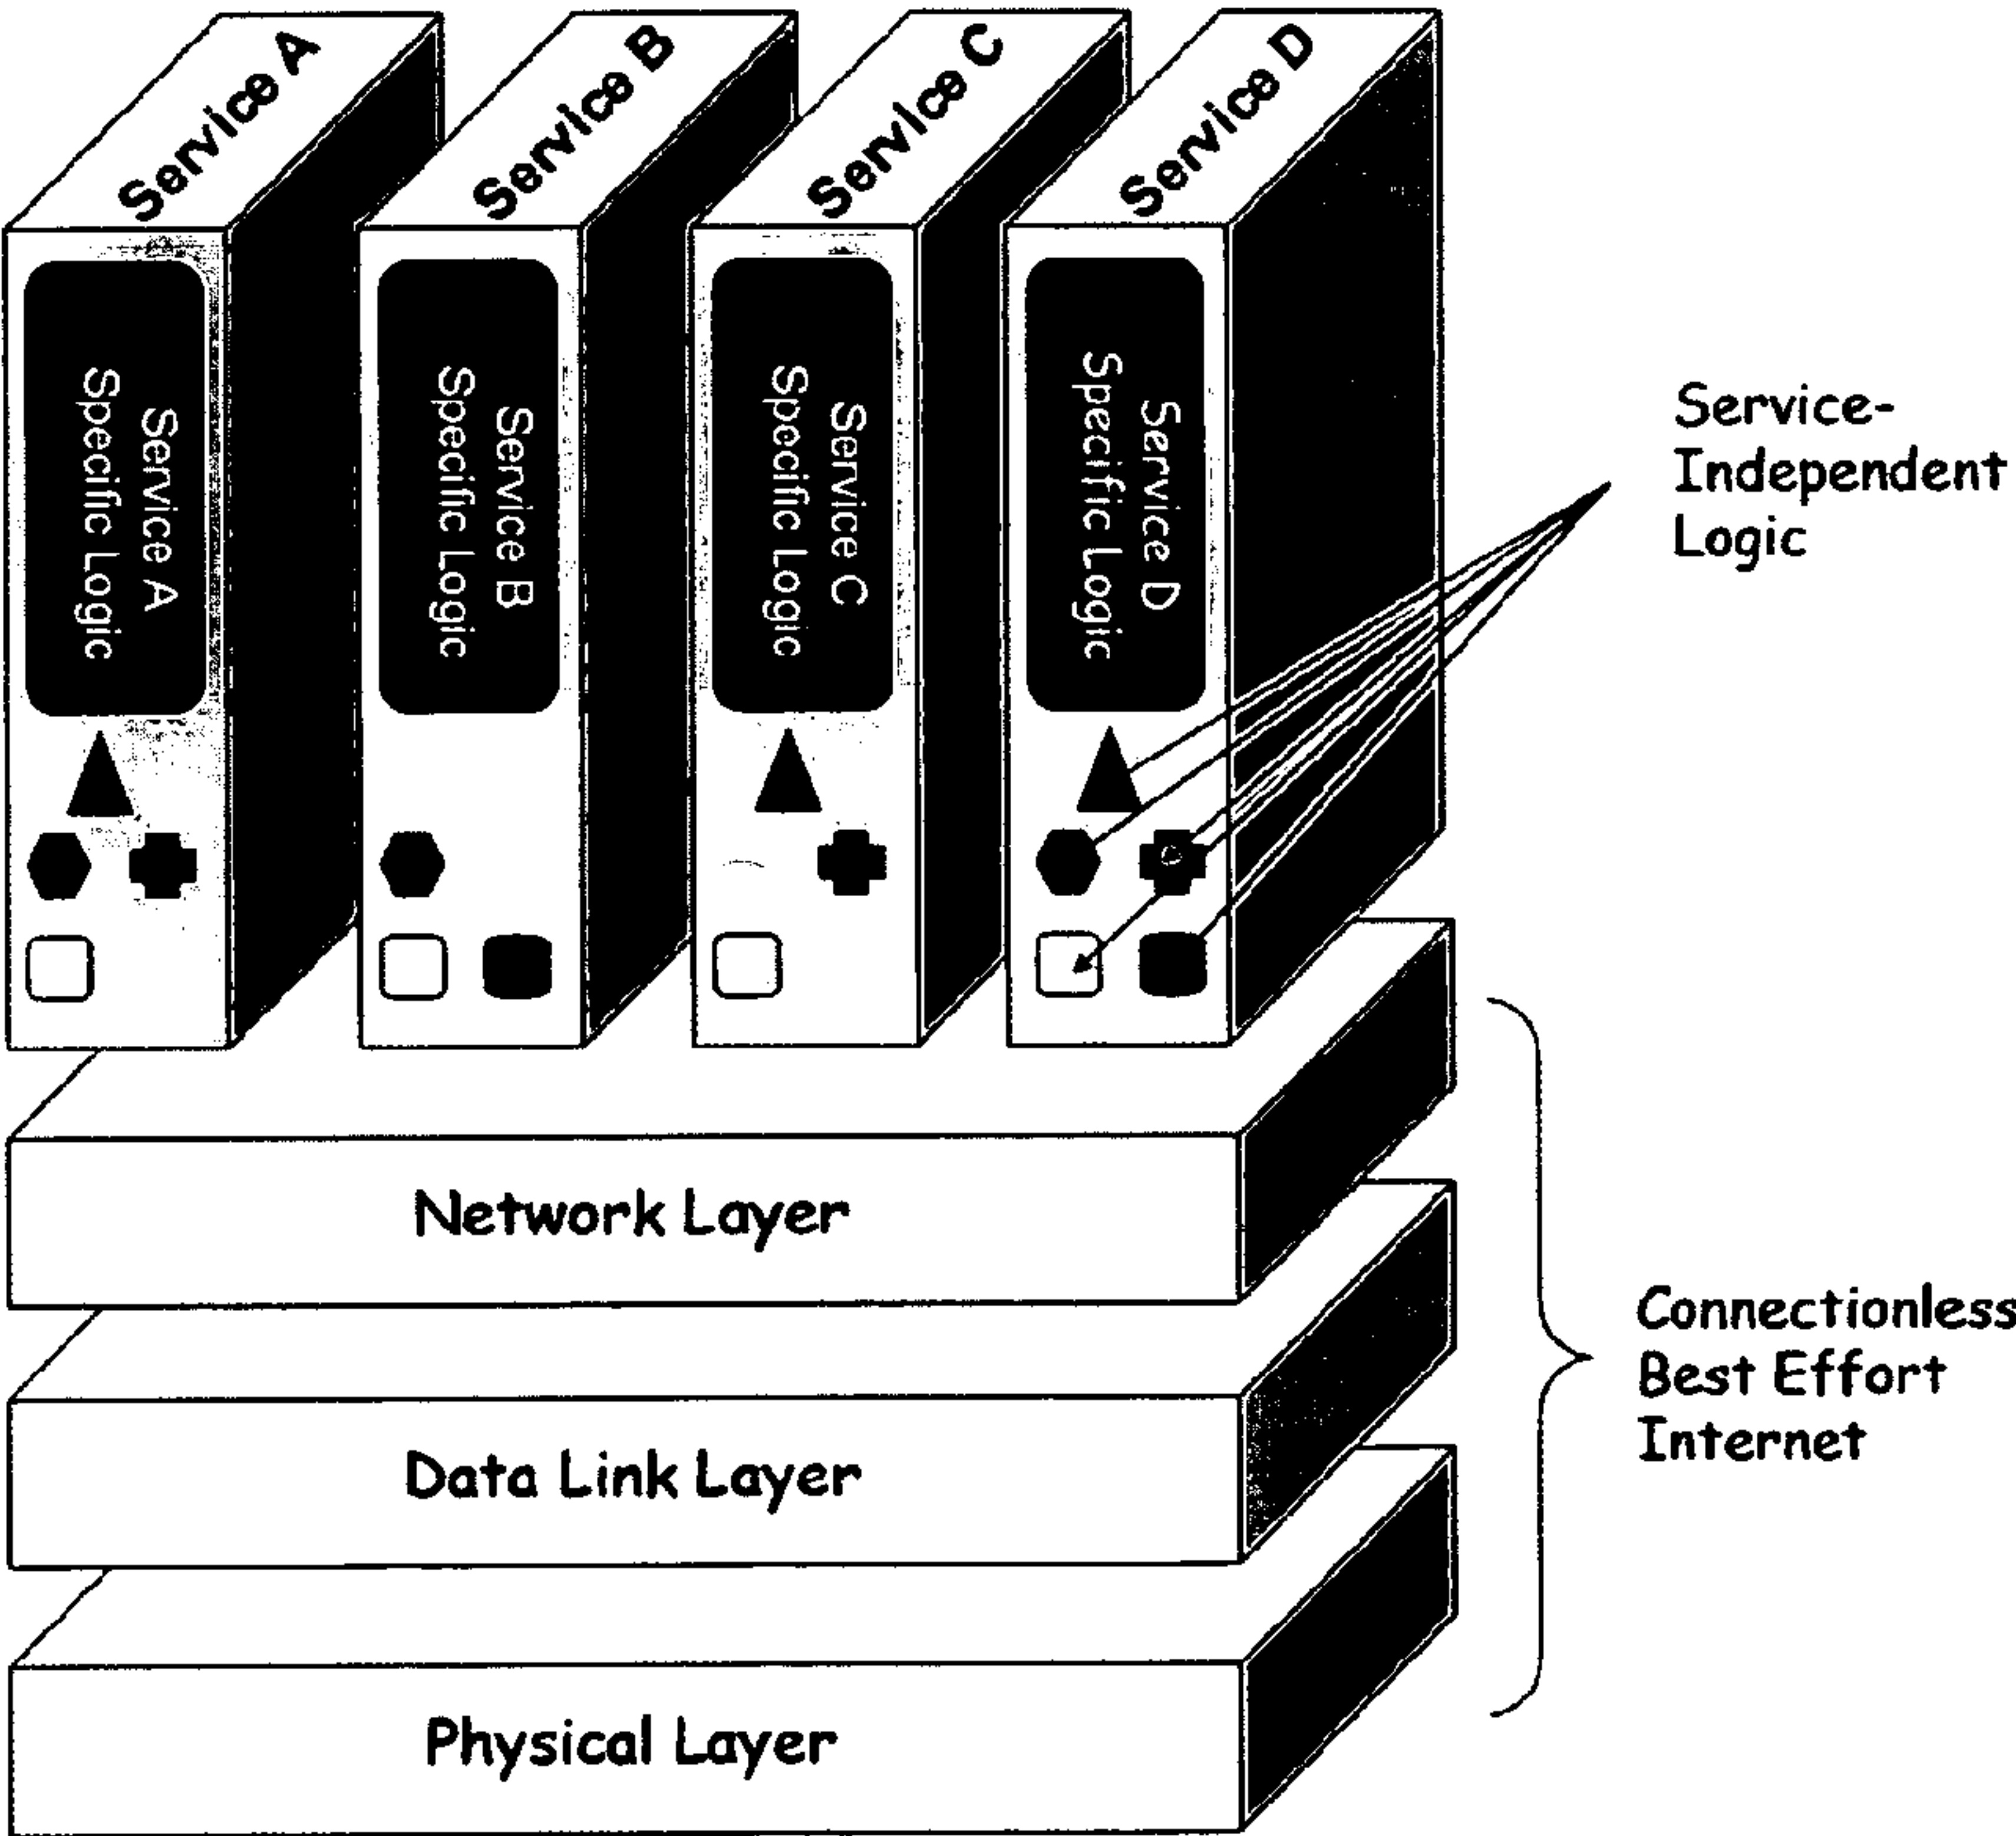 Service A
Service B
Service C
Service D
Service A
Specific Logic
Service B
Specific Logic
Service C
Specific Logic
Service D
Specific Logic
Service-
Independent
Logic
Network Layer
Data Link Layer
Physical Layer
Connectionless
Best Effort
Internet